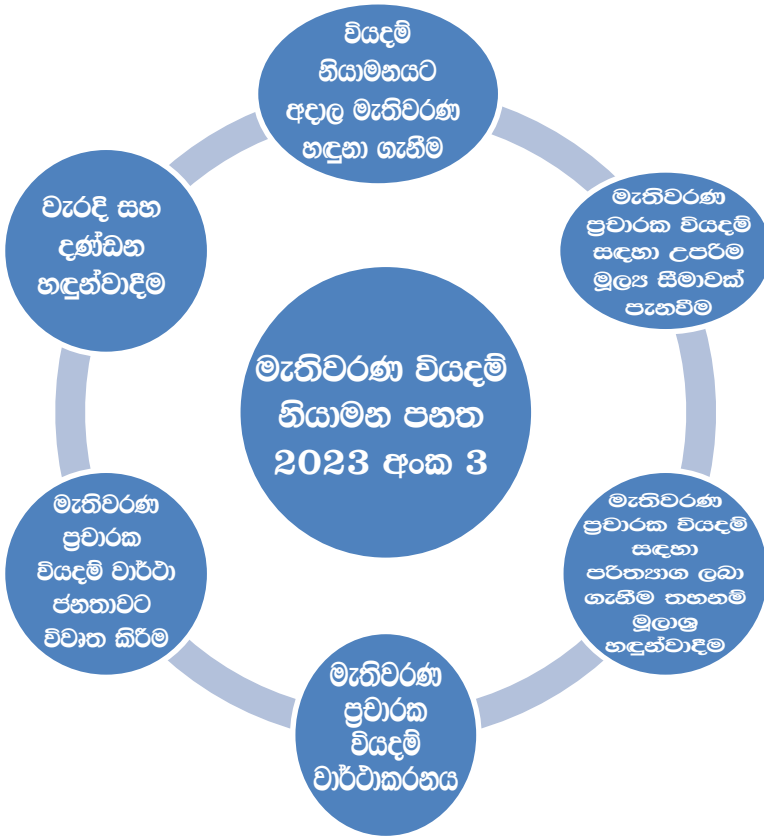 වියදම්
නියාමනයට
අදාල මැතිවරණ
හඳුනා ගැනීම
මැතිවරණ
ප්‍රචාරක වියදම්
සඳහා උපරිම
මූල්‍ය සීමාවක්
පැනවීම
මැතිවරණ
ප්‍රචාරක වියදම්
සඳහා
පරිත්‍යාග ලබා
ගැනීම තහනම්
මූලාශ්‍ර
හඳුන්වාදීම
මැතිවරණ
ප්‍රචාරක
වියදම්
වාර්ථාකරනය
මැතිවරණ
ප්‍රචාරක
වියදම් වාර්ථා
ජනතාවට
විවෘත කිරීම
වැරදි සහ
දණ්ඩන
හඳුන්වාදීම
මැතිවරණ වියදම්
නියාමන පනත
2023 අංක 3